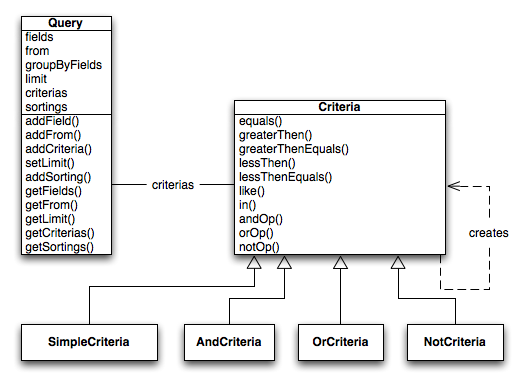 Query
fields
from
groupByFields
limit
criterias
sortings
addField()
addFrom()
addCriteria()
setLimit()
addSorting()
getFields()
getFrom()
getLimit()
getCriterias()
getSortings()
criterias
Criteria
equals()
greaterThen()
greaterThenEquals()
lessThen()
lessThenEquals()
like()
in()
andOp()
orOp()
notOp()
creates
SimpleCriteria
AndCriteria
OrCriteria
NotCriteria